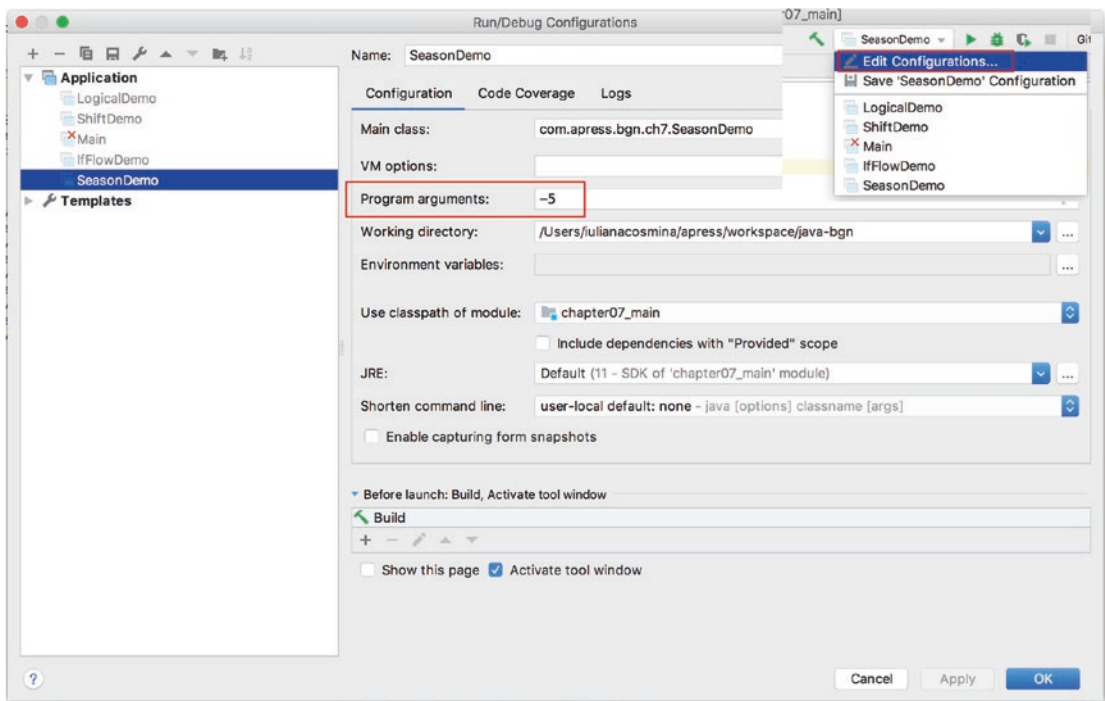 Run/Debug Configurations
07_main]
SeasonDemo
Git
Edit Configurations...
Save 'SeasonDemo' Configuration
LogicalDemo
ShiftDemo
Main
IfFlowDemo
SeasonDemo
Application
LogicalDemo
ShiftDemo
Main
IfFlowDemo
SeasonDemo
Templates
Name: SeasonDemo
Configuration Code Coverage Logs
Main class: com.apress.bgn.ch7.SeasonDemo
VM options:
Program arguments: –5
Working directory: /Users/iulianacosmina/apress/workspace/java-bgn
Environment variables:
Use classpath of module: chapter07_main
Include dependencies with "Provided" scope
JRE: Default (11 - SDK of 'chapter07_main' module)
Shorten command line: user-local default: none - java [options] classname [args]
Enable capturing form snapshots
Before launch: Build, Activate tool window
Build
Show this page Activate tool window
? Cancel Apply OK